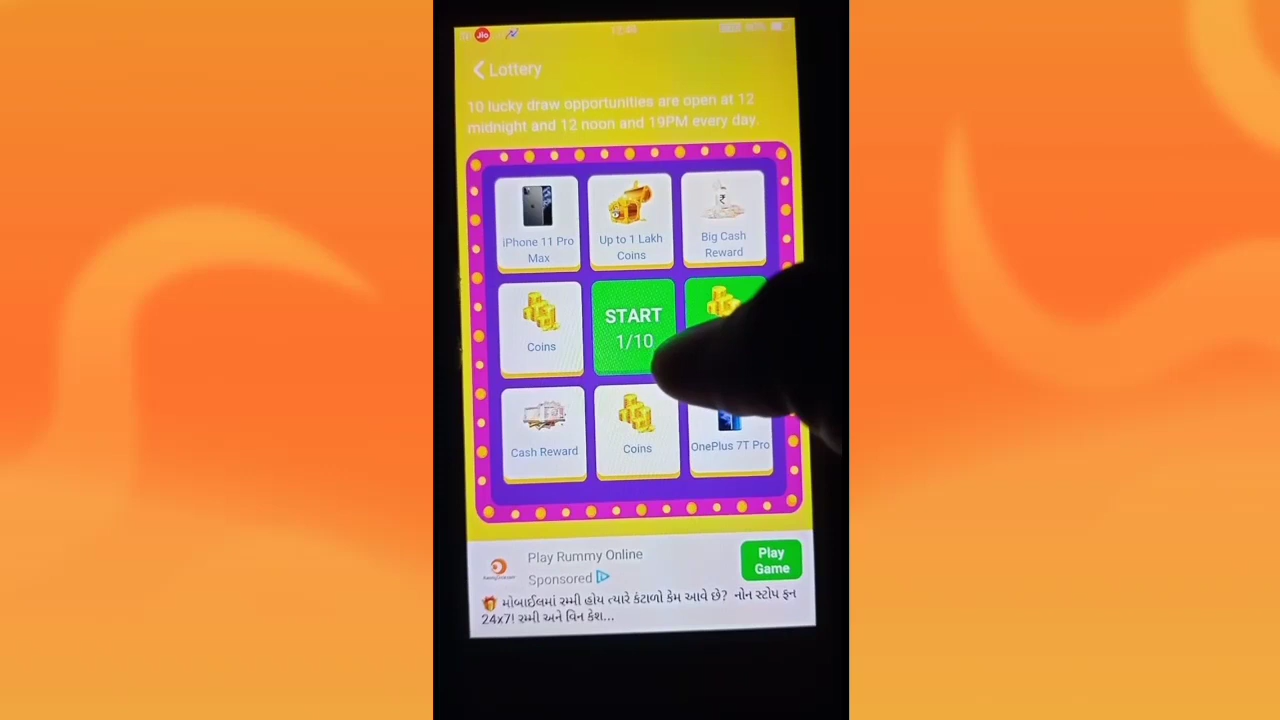 Jio
Lottery
10 lucky draw opportunities are open at 12
midnight and 12 noon and 19PM every day.
iPhone 11 Pro
Max
Up to 1 Lakh
Coins
Big Cash
Reward
Coins
START
1/10
Cash Reward
Coins
OnePlus 7T Pro
Play Rummy Online
Sponsored
Play
Game
મોબાઈલમાં રમ્મી હોય ત્યારે કંટાળો કેમ આવે છે? નોન સ્ટોપ ફન
24x7! રમ્મી અને વિન કેશ...